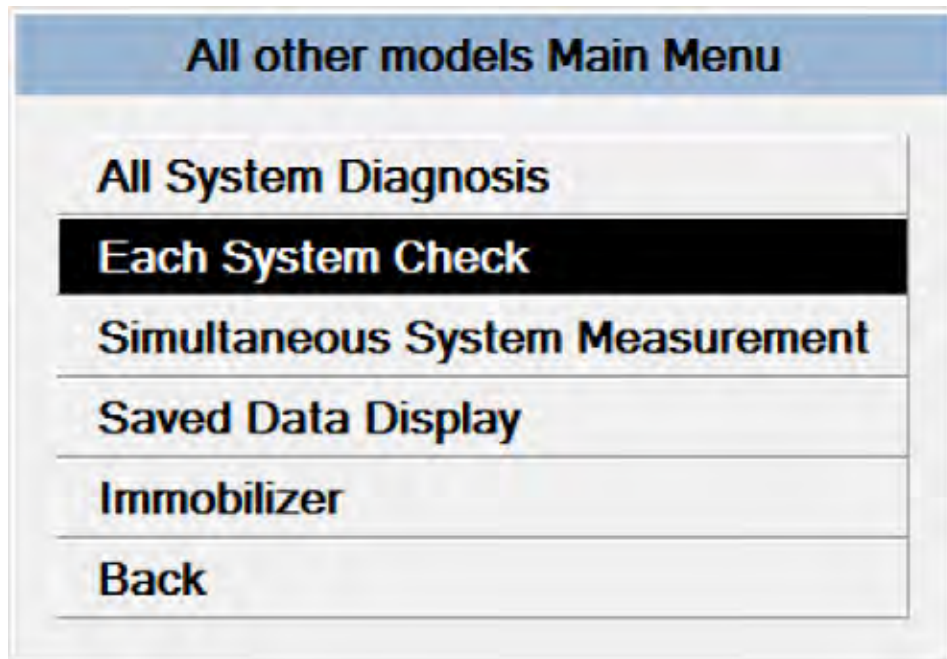 All other models Main Menu
All System Diagnosis
Each System Check
Simultaneous System Measurement
Saved Data Display
Immobilizer
Back